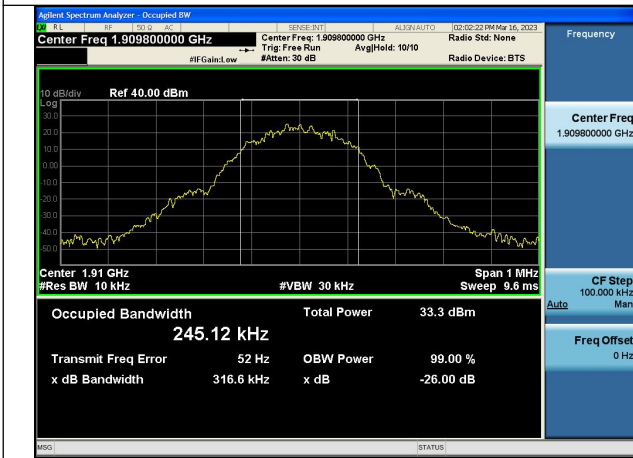 Agilent Spectrum Analyzer - Occupied BW
RL RF 50 Ω AC SENSE:INT ALIGNAUTO 02:02:22 PM Mar 16, 2023
Center Freq 1.909800000 GHz Center Freq: 1.909800000 GHz Radio Std: None
Trig: Free Run Avg|Hold: 10/10
#IFGain:Low #Atten: 30 dB Radio Device: BTS
10 dB/div Ref 40.00 dBm
Log
30.0
20.0
10.0
0.00
-10.0
-20.0
-30.0
-40.0
-50.0
Center 1.91 GHz Span 1 MHz
#Res BW 10 kHz #VBW 30 kHz Sweep 9.6 ms
Occupied Bandwidth Total Power 33.3 dBm
245.12 kHz
Transmit Freq Error 52 Hz OBW Power 99.00 %
x dB Bandwidth 316.6 kHz x dB -26.00 dB
MSG STATUS
Frequency
Center Freq
1.909800000 GHz
CF Step
100.000 kHz
Auto Man
Freq Offset
0 Hz